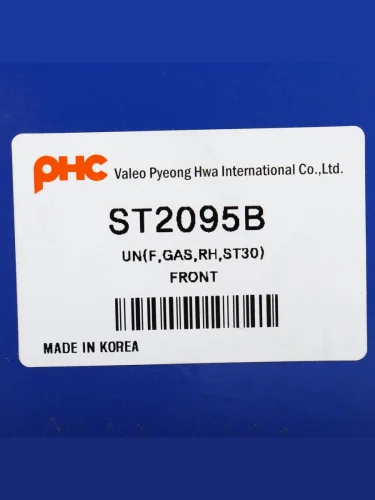 PHC Valeo Pyeong Hwa International Co.,Ltd.
ST2095B
UN(F,GAS,RH,ST30)
FRONT
MADE IN KOREA